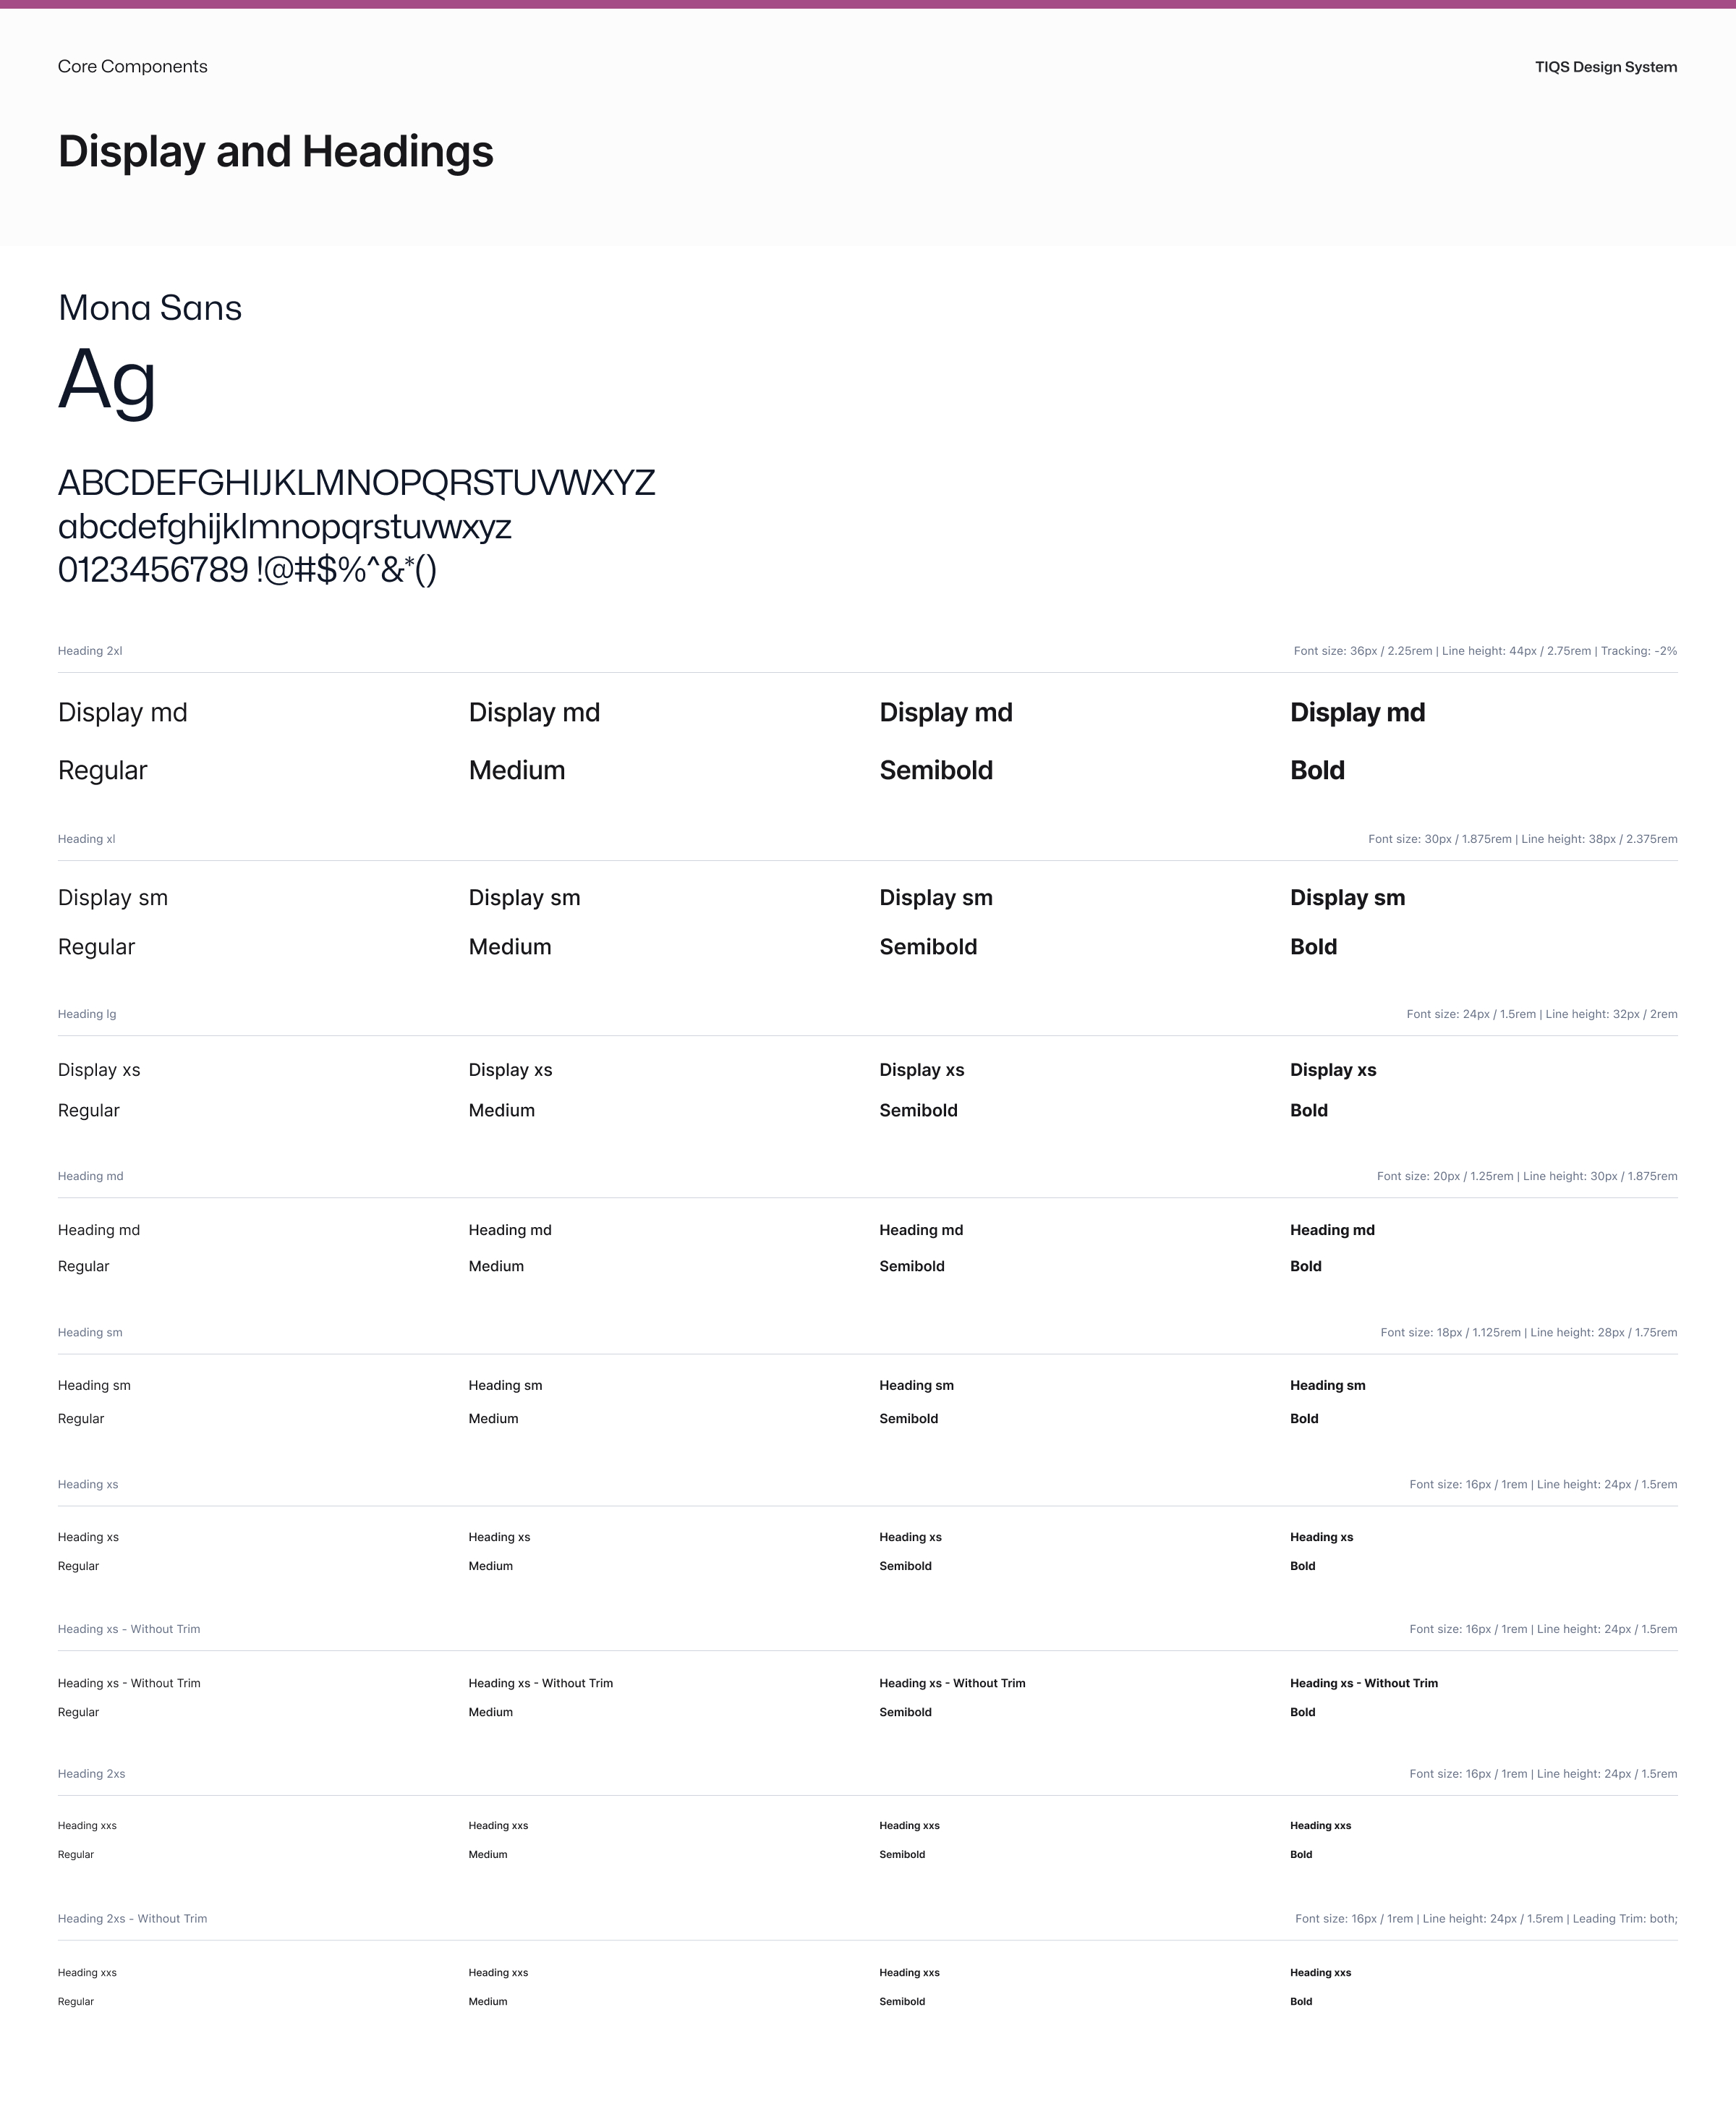 Core Components
TIQS Design System
Display and Headings
Mona Sans
Ag
ABCDEFGHIJKLMNOPQRSTUVWXYZ
abcdefghijklmnopqrstuvwxyz
0123456789 !@#$%^&*()
Heading 2xl
Font size: 36px / 2.25rem | Line height: 44px / 2.75rem | Tracking: -2%
Display md
Display md
Display md
Display md
Regular
Medium
Semibold
Bold
Heading xl
Font size: 30px / 1.875rem | Line height: 38px / 2.375rem
Display sm
Display sm
Display sm
Display sm
Regular
Medium
Semibold
Bold
Heading lg
Font size: 24px / 1.5rem | Line height: 32px / 2rem
Display xs
Display xs
Display xs
Display xs
Regular
Medium
Semibold
Bold
Heading md
Font size: 20px / 1.25rem | Line height: 30px / 1.875rem
Heading md
Heading md
Heading md
Heading md
Regular
Medium
Semibold
Bold
Heading sm
Font size: 18px / 1.125rem | Line height: 28px / 1.75rem
Heading sm
Heading sm
Heading sm
Heading sm
Regular
Medium
Semibold
Bold
Heading xs
Font size: 16px / 1rem | Line height: 24px / 1.5rem
Heading xs
Heading xs
Heading xs
Heading xs
Regular
Medium
Semibold
Bold
Heading xs - Without Trim
Font size: 16px / 1rem | Line height: 24px / 1.5rem
Heading xs - Without Trim
Heading xs - Without Trim
Heading xs - Without Trim
Heading xs - Without Trim
Regular
Medium
Semibold
Bold
Heading 2xs
Font size: 16px / 1rem | Line height: 24px / 1.5rem
Heading xxs
Heading xxs
Heading xxs
Heading xxs
Regular
Medium
Semibold
Bold
Heading 2xs - Without Trim
Font size: 16px / 1rem | Line height: 24px / 1.5rem | Leading Trim: both;
Heading xxs
Heading xxs
Heading xxs
Heading xxs
Regular
Medium
Semibold
Bold